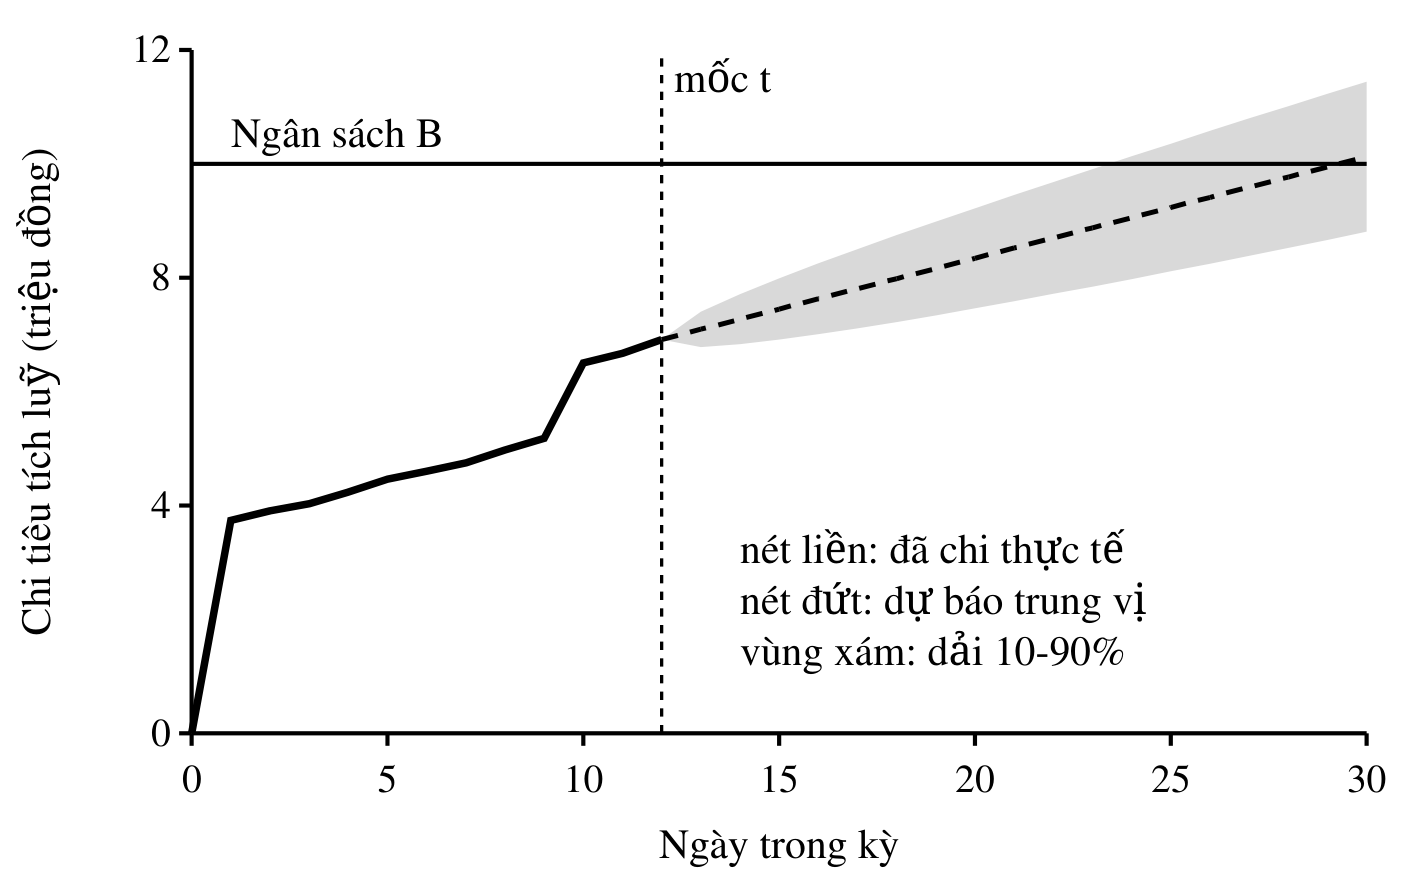 12
mốc t
Ngân sách B
Chi tiêu tích luỹ (triệu đồng)
8
4
nét liền: đã chi thực tế
nét đứt: dự báo trung vị
vùng xám: dải 10-90%
0
0 5 10 15 20 25 30
Ngày trong kỳ